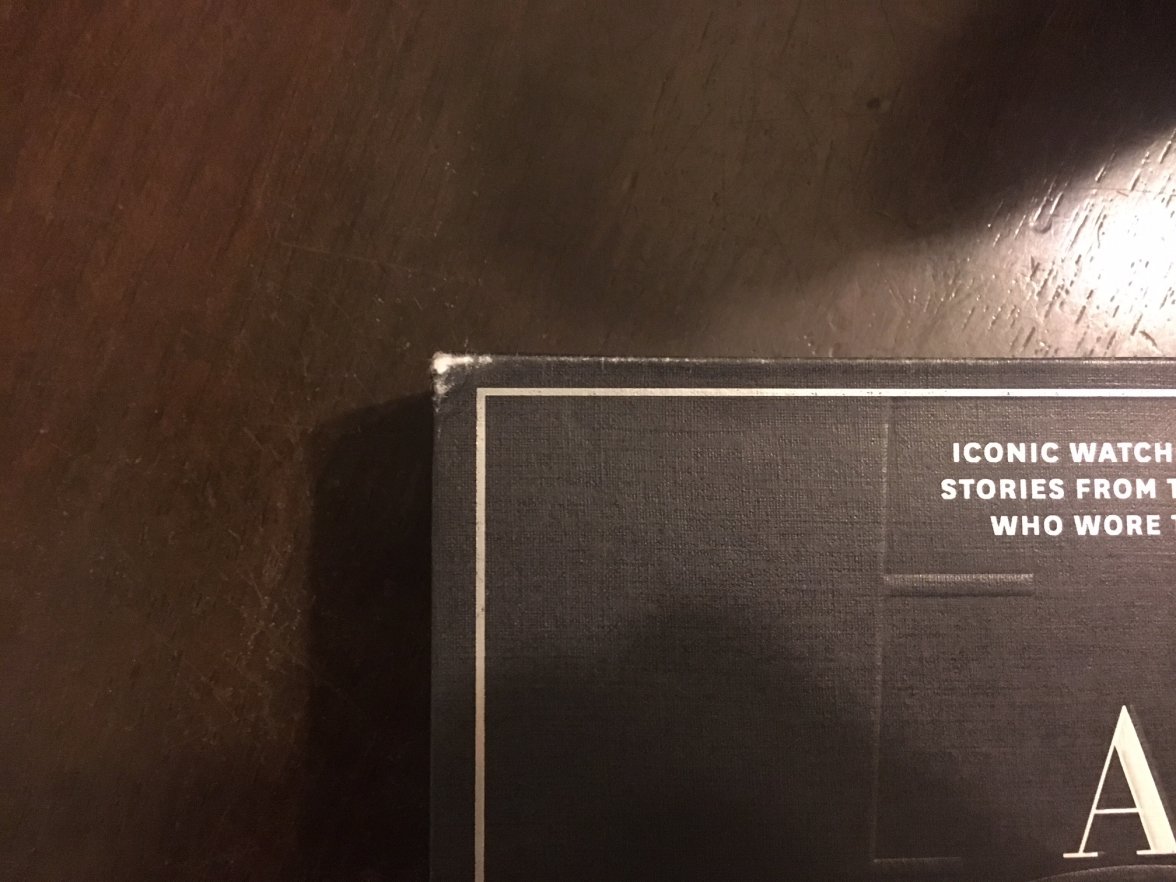 ICONIC WATCH
STORIES FROM T
WHO WORE T
A